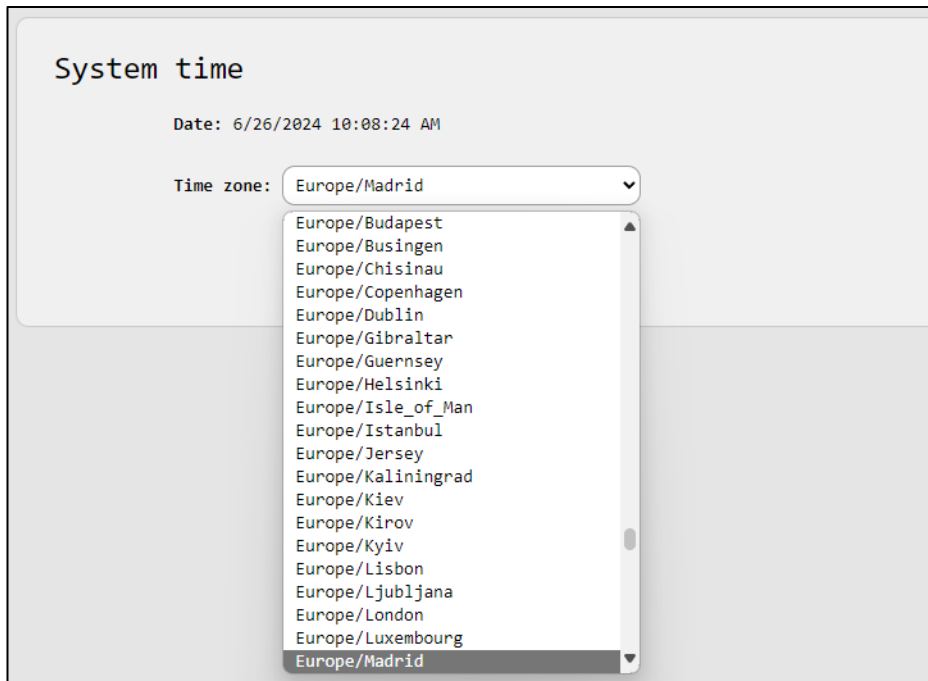 System time
Date: 6/26/2024 10:08:24 AM
Time zone: Europe/Madrid
Europe/Budapest
Europe/Busingen
Europe/Chisinau
Europe/Copenhagen
Europe/Dublin
Europe/Gibraltar
Europe/Guernsey
Europe/Helsinki
Europe/Isle_of_Man
Europe/Istanbul
Europe/Jersey
Europe/Kaliningrad
Europe/Kiev
Europe/Kirov
Europe/Kyiv
Europe/Lisbon
Europe/Ljubljana
Europe/London
Europe/Luxembourg
Europe/Madrid